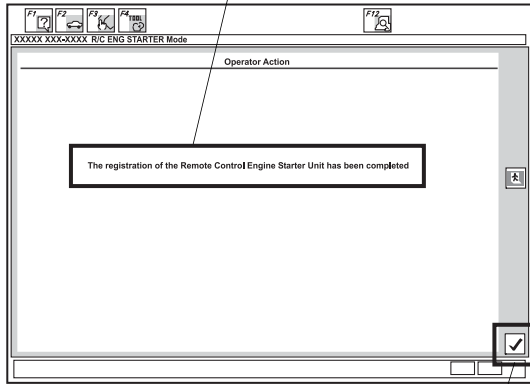 F1 F2 F3 F4 TOOL F12
XXXXX XXX-XXXX R/C ENG STARTER Mode
Operator Action
The registration of the Remote Control Engine Starter Unit has been completed